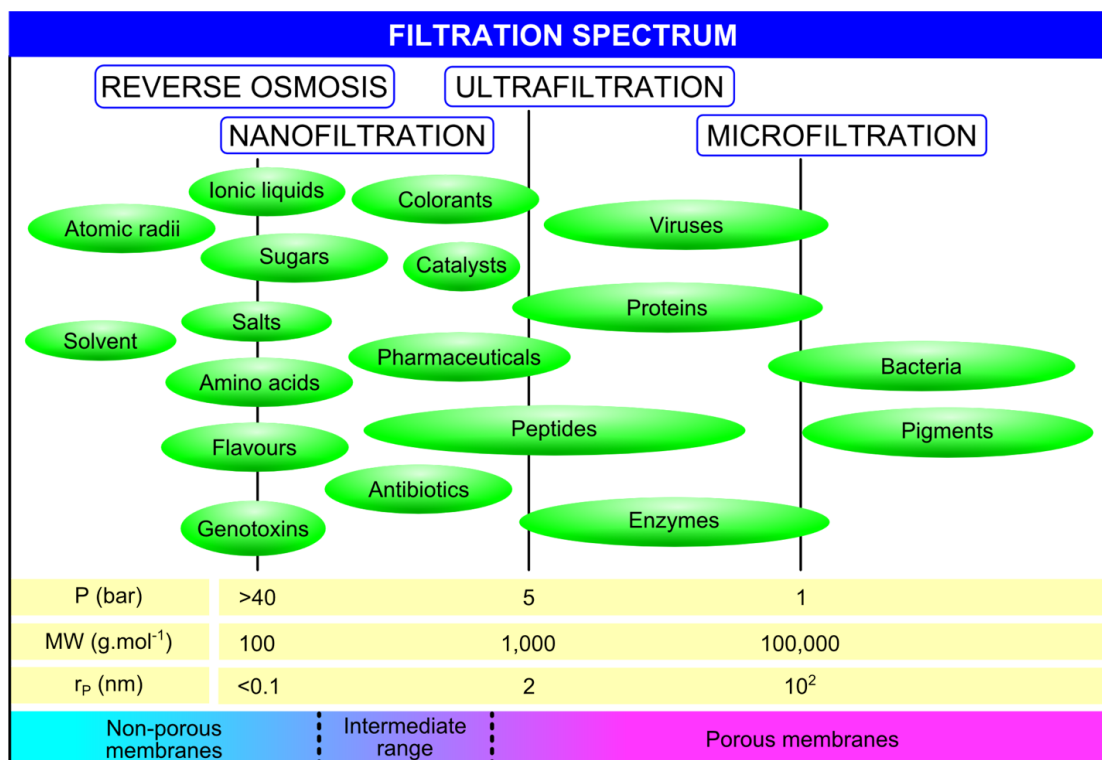 FILTRATION SPECTRUM
REVERSE OSMOSIS
ULTRAFILTRATION
NANOFILTRATION
MICROFILTRATION
Ionic liquids
Colorants
Atomic radii
Viruses
Sugars
Catalysts
Proteins
Salts
Solvent
Pharmaceuticals
Bacteria
Amino acids
Peptides
Pigments
Flavours
Antibiotics
Enzymes
Genotoxins
P (bar) >40 5 1
MW (g.mol⁻¹) 100 1,000 100,000
r_P (nm) <0.1 2 10²
Non-porous
membranes
Intermediate
range
Porous membranes